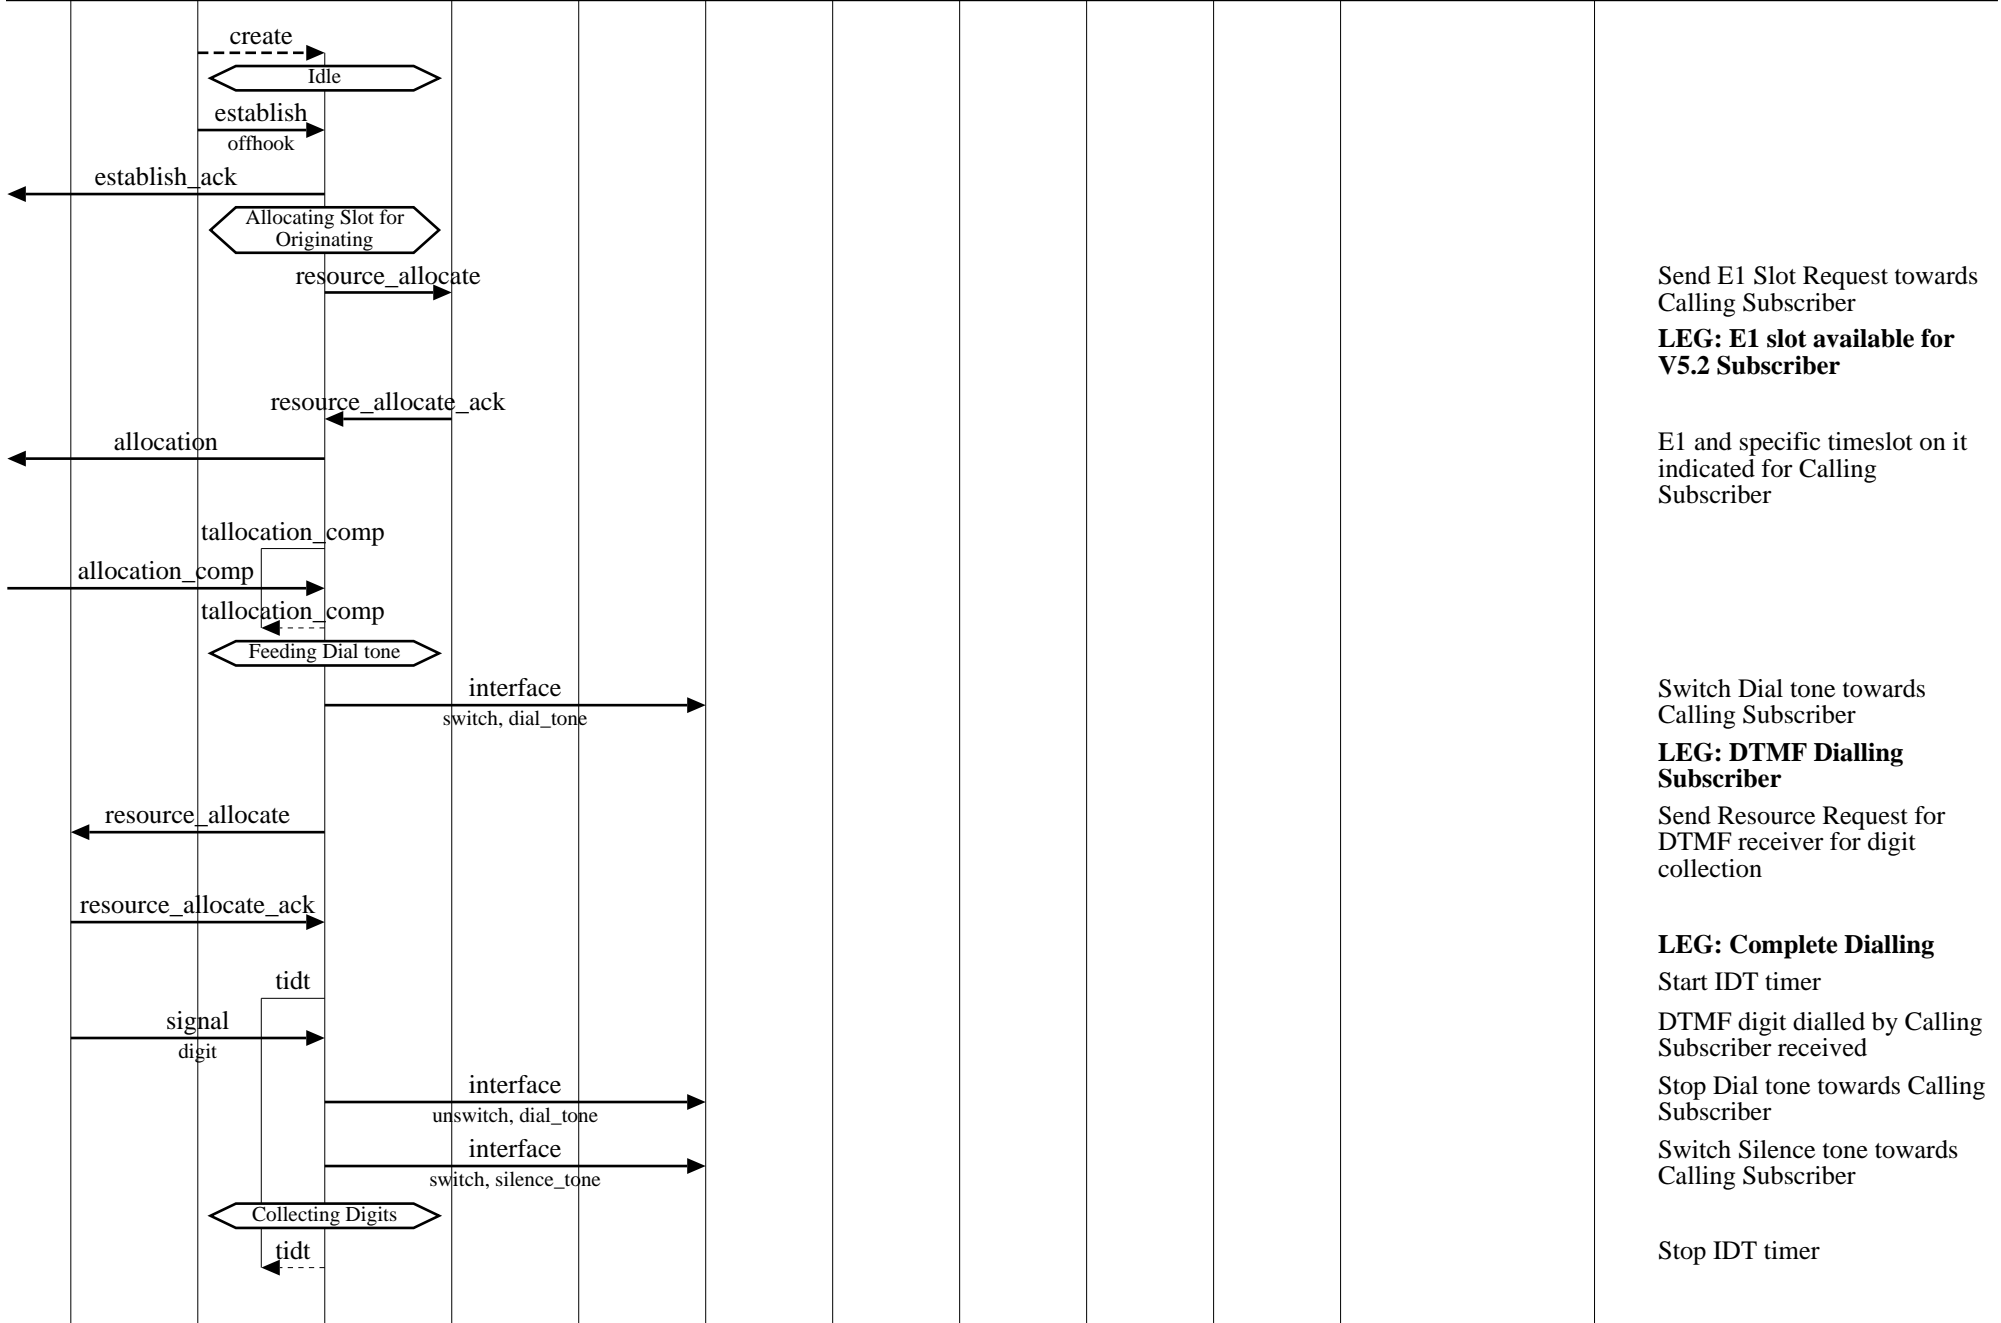 create
Idle
establish
offhook
establish_ack
Allocating Slot for
Originating
resource_allocate
Send E1 Slot Request towards
Calling Subscriber
LEG: E1 slot available for
V5.2 Subscriber
resource_allocate_ack
allocation
E1 and specific timeslot on it
indicated for Calling
Subscriber
tallocation_comp
allocation_comp
tallocation_comp
Feeding Dial tone
interface
switch, dial_tone
Switch Dial tone towards
Calling Subscriber
LEG: DTMF Dialling
Subscriber
resource_allocate
Send Resource Request for
DTMF receiver for digit
collection
resource_allocate_ack
LEG: Complete Dialling
tidt
Start IDT timer
signal
digit
DTMF digit dialled by Calling
Subscriber received
interface
unswitch, dial_tone
Stop Dial tone towards Calling
Subscriber
interface
switch, silence_tone
Switch Silence tone towards
Calling Subscriber
Collecting Digits
tidt
Stop IDT timer